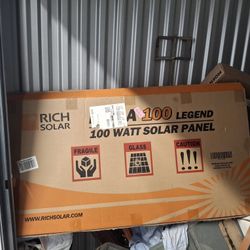 RICH
SOLAR
A 100 LEGEND
100 WATT SOLAR PANEL
FRAGILE
GLASS
CAUTION
WWW.RICHSOLAR.COM